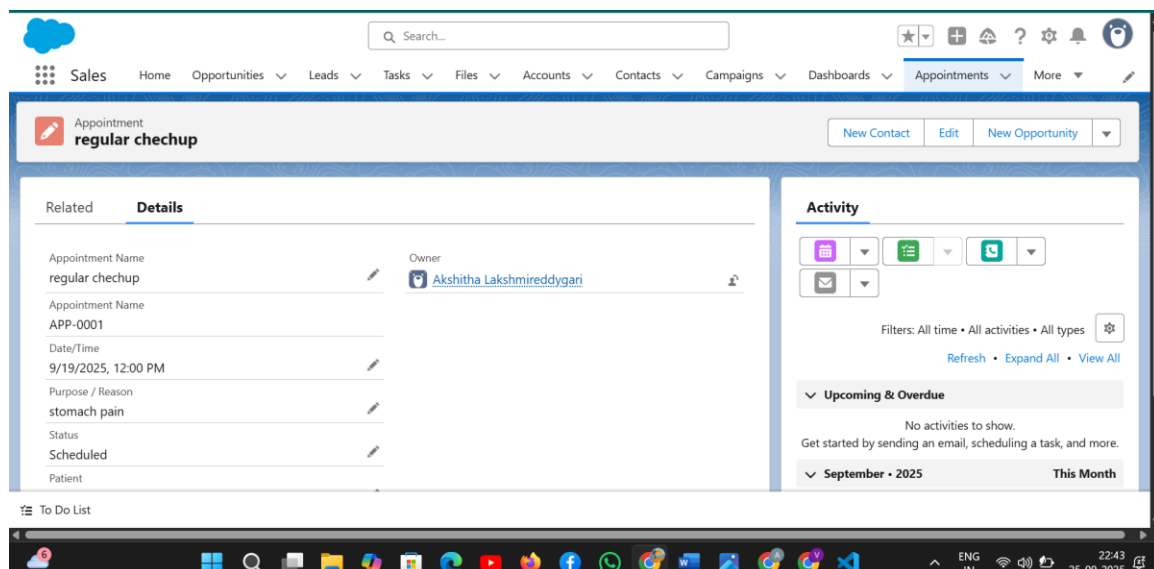 Search...
Sales Home Opportunities Leads Tasks Files Accounts Contacts Campaigns Dashboards Appointments More
Appointment
regular chechup
New Contact Edit New Opportunity
Related Details
Appointment Name
regular chechup
Owner
Akshitha Lakshmireddygari
Appointment Name
APP-0001
Date/Time
9/19/2025, 12:00 PM
Purpose / Reason
stomach pain
Status
Scheduled
Patient
Activity
Filters: All time • All activities • All types
Refresh • Expand All • View All
Upcoming & Overdue
No activities to show.
Get started by sending an email, scheduling a task, and more.
September • 2025 This Month
To Do List
6
ENG
22:43